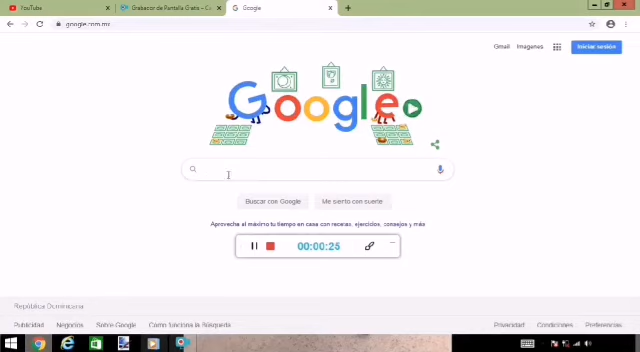 YouTube
Grabador de Pantalla Gratis – Co
Google
google.com.mx
Gmail
Imágenes
Iniciar sesión
Google
Buscar con Google
Me siento con suerte
Aprovecha al máximo tu tiempo en casa con recetas, ejercicios, consejos y más
00:00:25
República Dominicana
Publicidad Negocios Sobre Google Cómo funciona la Búsqueda
Privacidad Condiciones Preferencias